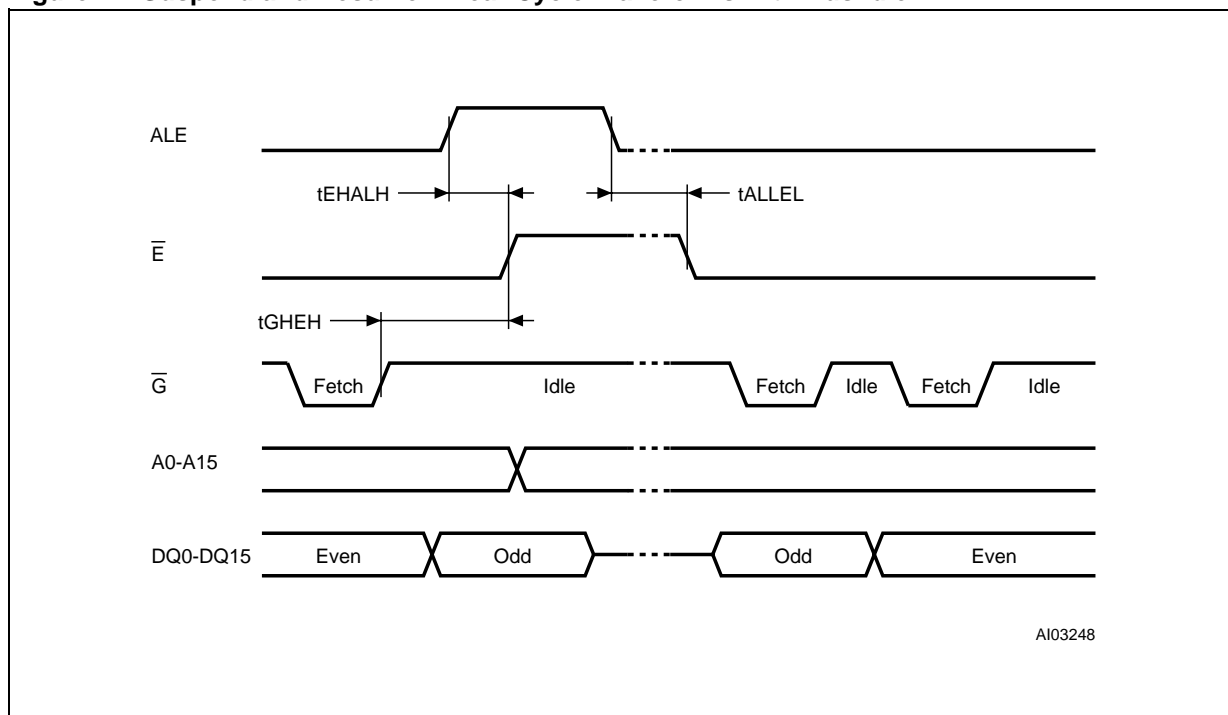 ALE
tEHALH
tALLEL
E
tGHEH
G
Fetch
Idle
Fetch
Idle
Fetch
Idle
A0-A15
DQ0-DQ15
Even
Odd
Odd
Even
AI03248